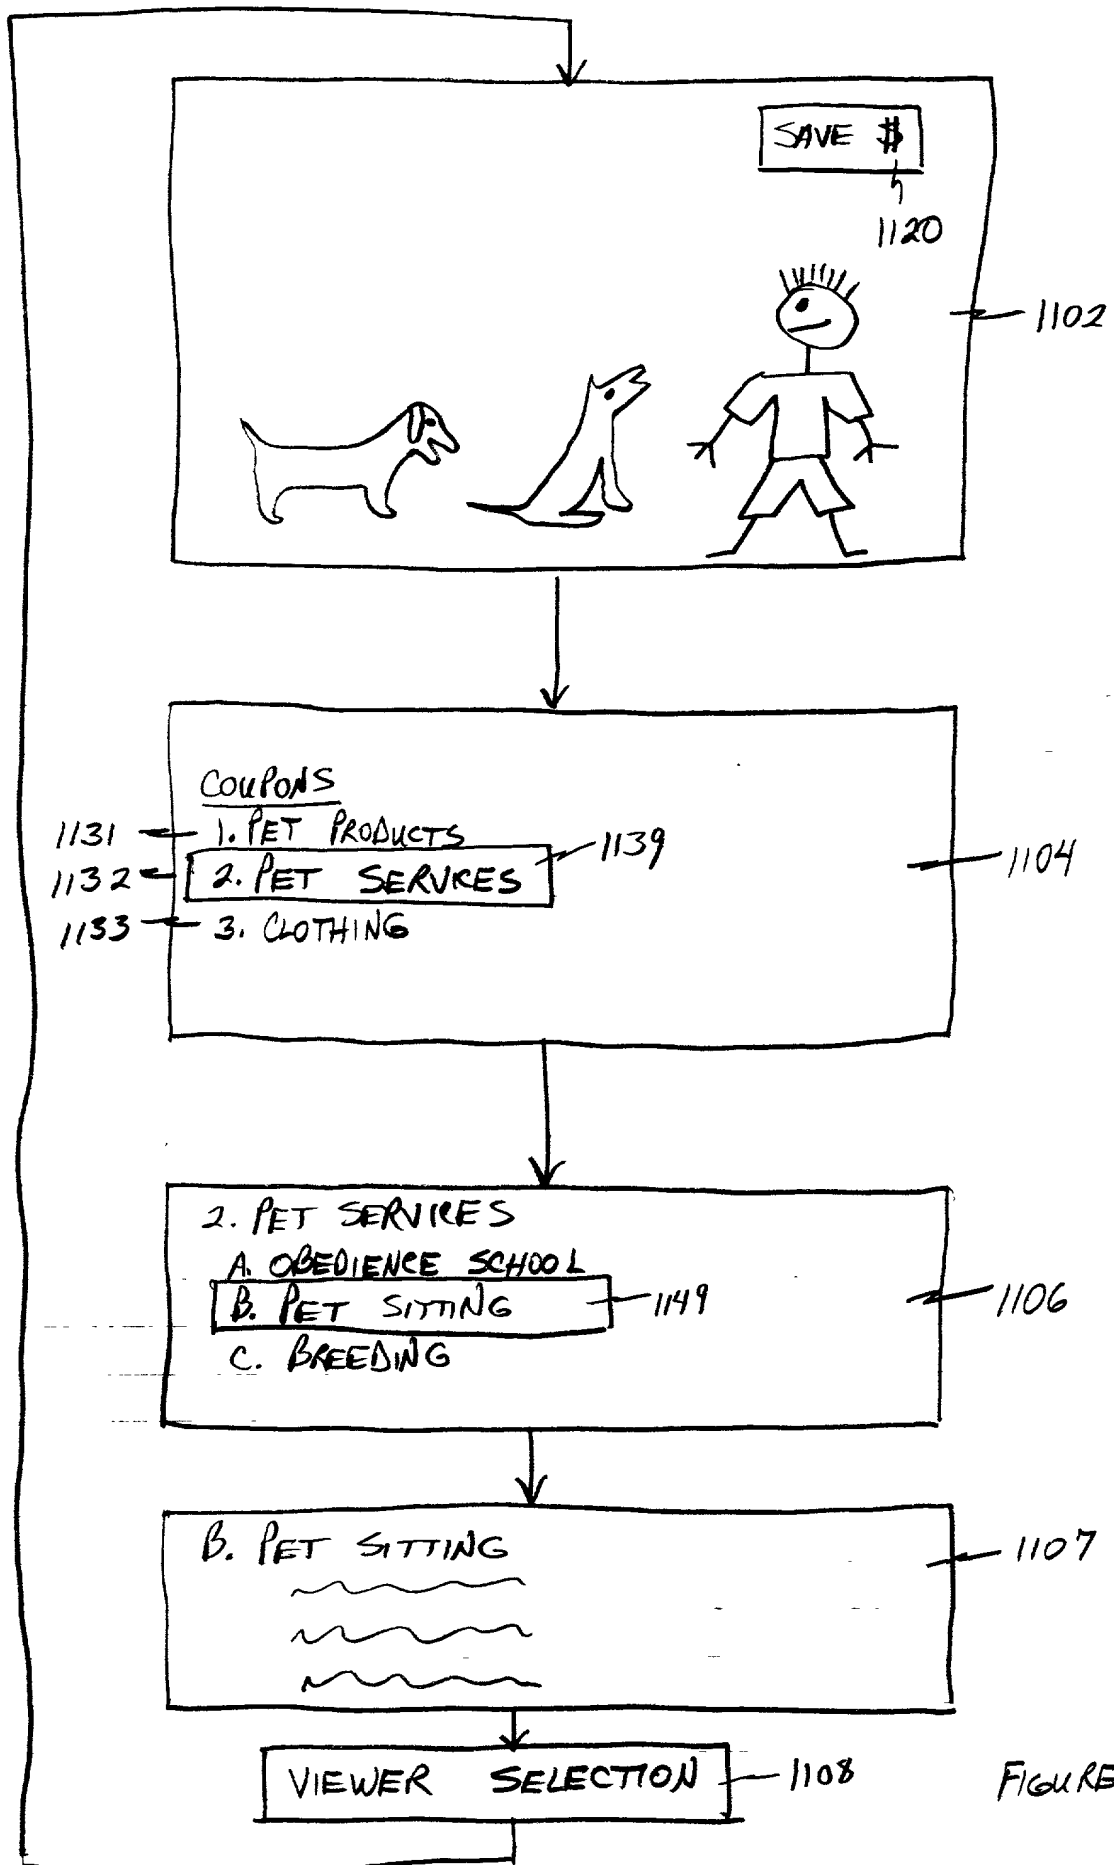 SAVE $
1120
1102
COUPONS
1131 1. PET PRODUCTS
1139
1132 2. PET SERVICES
1104
1133 3. CLOTHING
2. PET SERVICES
A. OBEDIENCE SCHOOL
B. PET SITTING 1149 1106
C. BREEDING
B. PET SITTING 1107
VIEWER SELECTION 1108
FIGURE